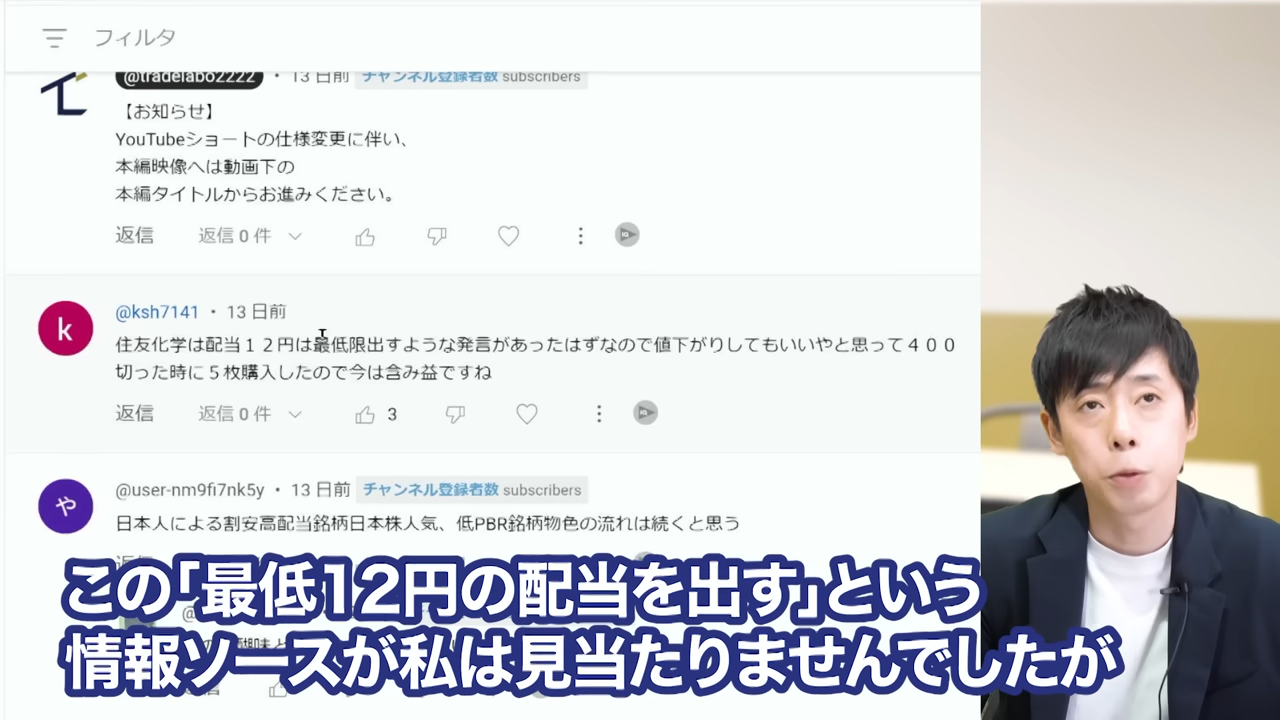 フィルタ
@tradelabo2222 ・ 13 日前 チャンネル登録者数 subscribers
【お知らせ】
YouTubeショートの仕様変更に伴い、
本編映像へは動画下の
本編タイトルからお進みください。
返信 返信 0 件
k
@ksh7141 ・ 13 日前
住友化学は配当１２円は最低限出すような発言があったはずなので値下がりしてもいいやと思って４００
切った時に５枚購入したので今は含み益ですね
返信 返信 0 件 3
や
@user-nm9fi7nk5y ・ 13 日前 チャンネル登録者数 subscribers
日本人による割安高配当銘柄日本株人気、低PBR銘柄物色の流れは続くと思う
この「最低12円の配当を出す」という
情報ソースが私は見当たりませんでしたが